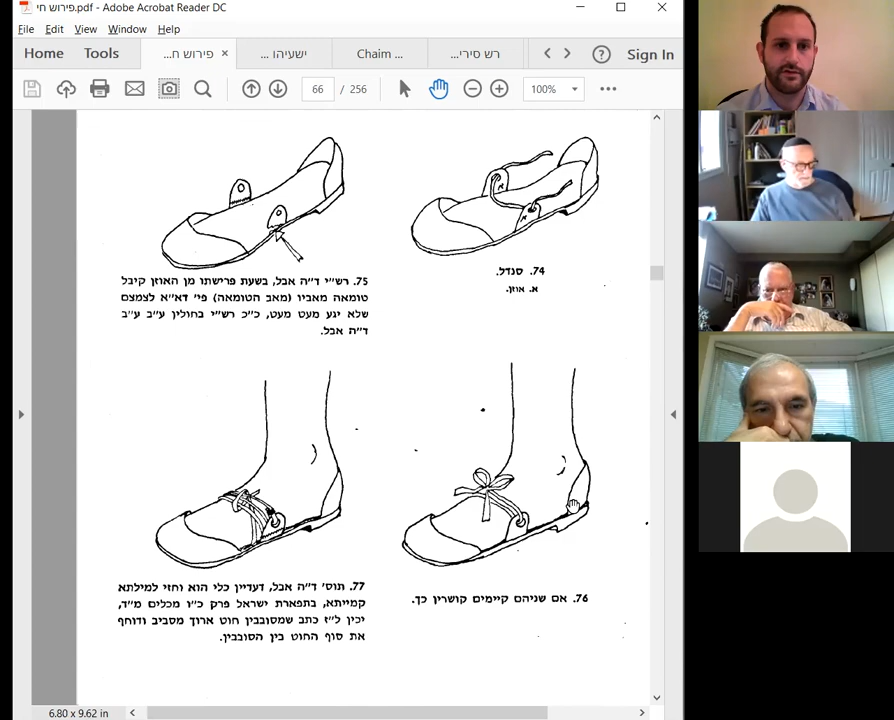 פירוש חי.pdf - Adobe Acrobat Reader DC
File Edit View Window Help
Home Tools פירוש ח... ישעיהו ... Chaim ... רש סירי... Sign In
66 / 256 100%
74. סנדל.
א. אוזן.
75. רש"י ד"ה אבל, בשעת פרישתו מן האוזן קיבל
טומאה מאביו (מאב הטומאה) פי' דא"א לצמצם
שלא יגע מעט מעט, כ"כ רש"י בחולין ע"ב ע"ב
ד"ה אבל.
76. אם שניהם קיימים קושרין כך.
77. תוס' ד"ה אבל, דעדיין כלי הוא וחזי למילתא
קמייתא, בתפארת ישראל פרק כ"ו מכלים מ"ד,
יכין ל"ז כתב שמסובבין חוט ארוך מסביב ודוחף
את סוף החוט בין הסובבין.
6.80 x 9.62 in